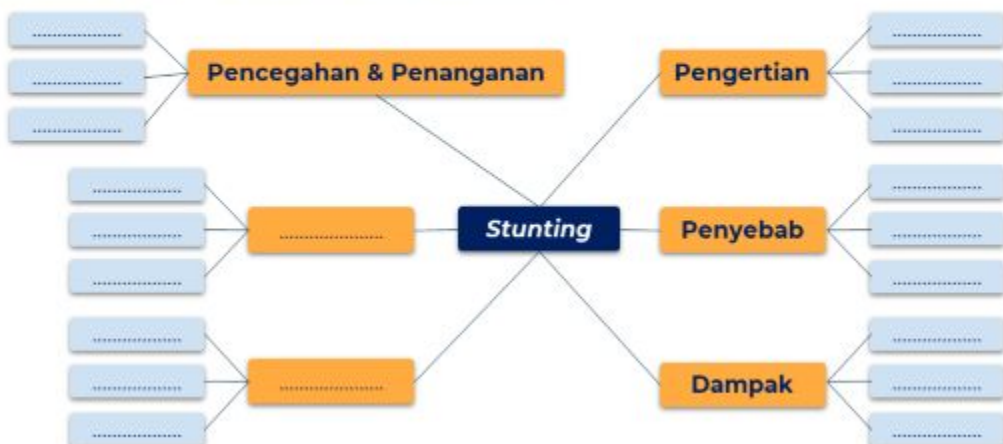 Pencegahan & Penanganan
Pengertian
Stunting
Penyebab
Dampak